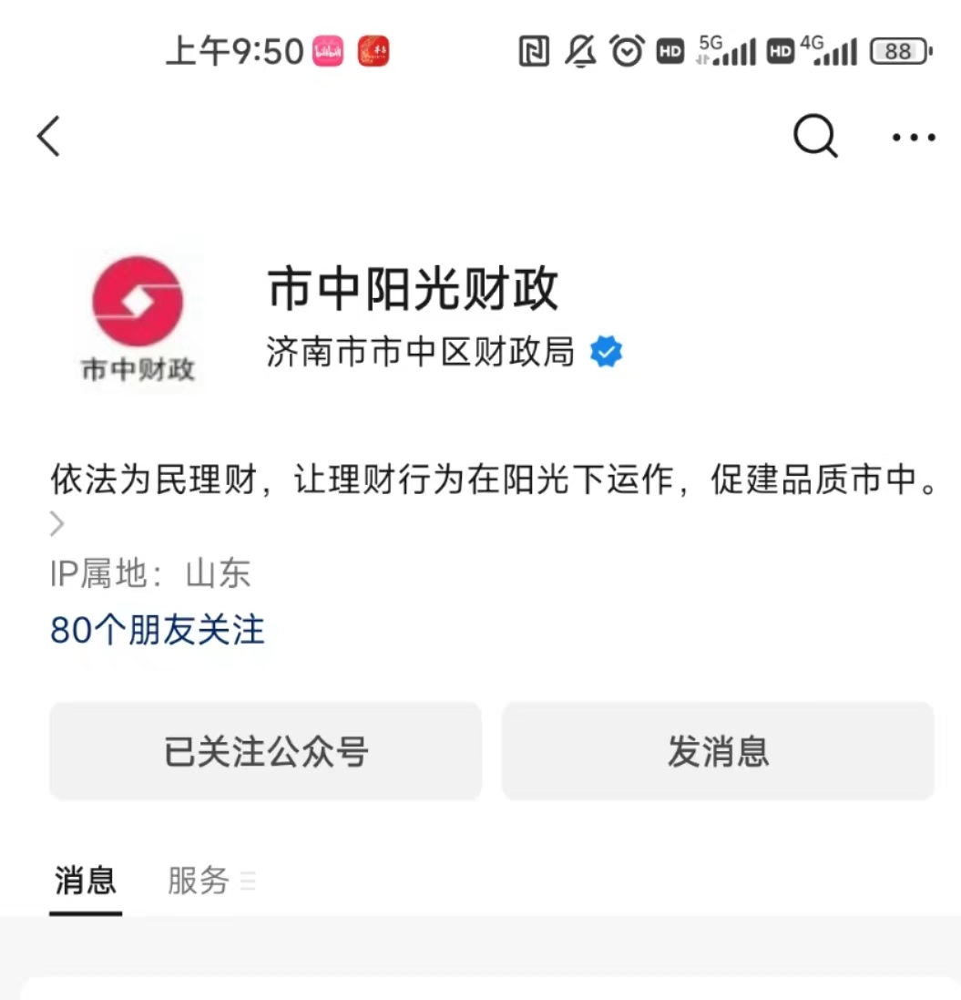 上午9:50 bilibili HD 5G HD 4G 88
市中阳光财政
济南市市中区财政局
市中财政
依法为民理财，让理财行为在阳光下运作，促建品质市中。
IP属地：山东
80个朋友关注
已关注公众号 发消息
消息 服务